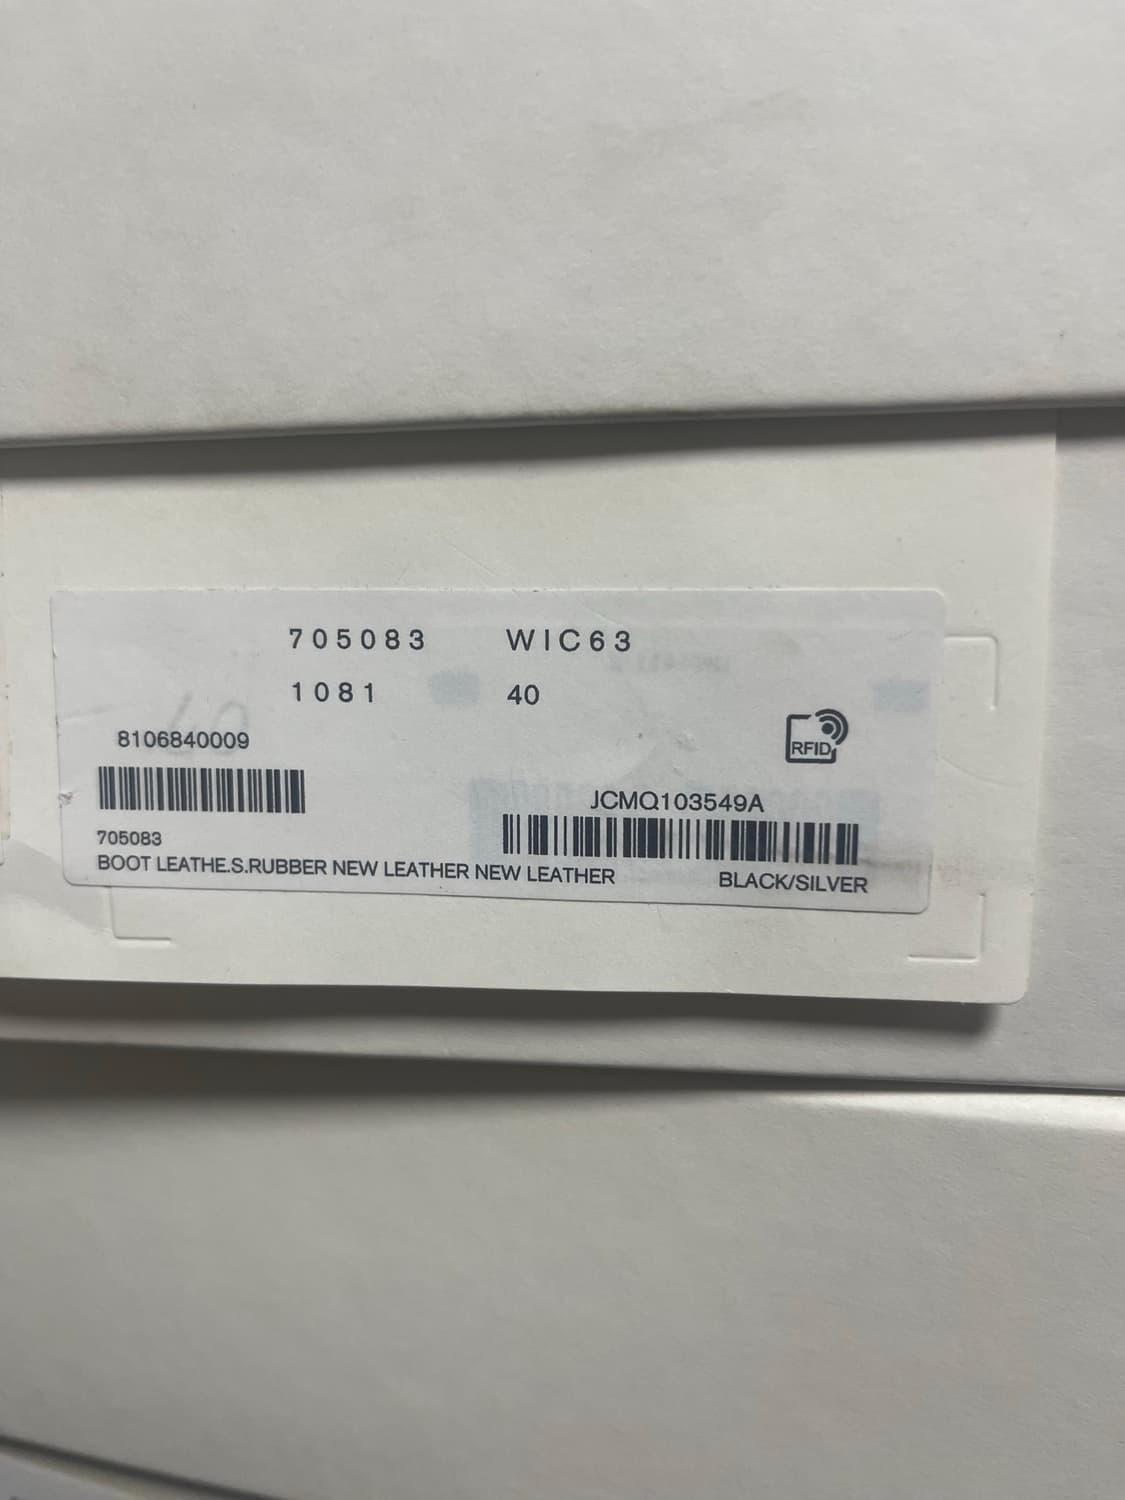 705083 WIC63
1081 40
8106840009
RFID
JCMQ103549A
705083
BOOT LEATHE.S.RUBBER NEW LEATHER NEW LEATHER BLACK/SILVER